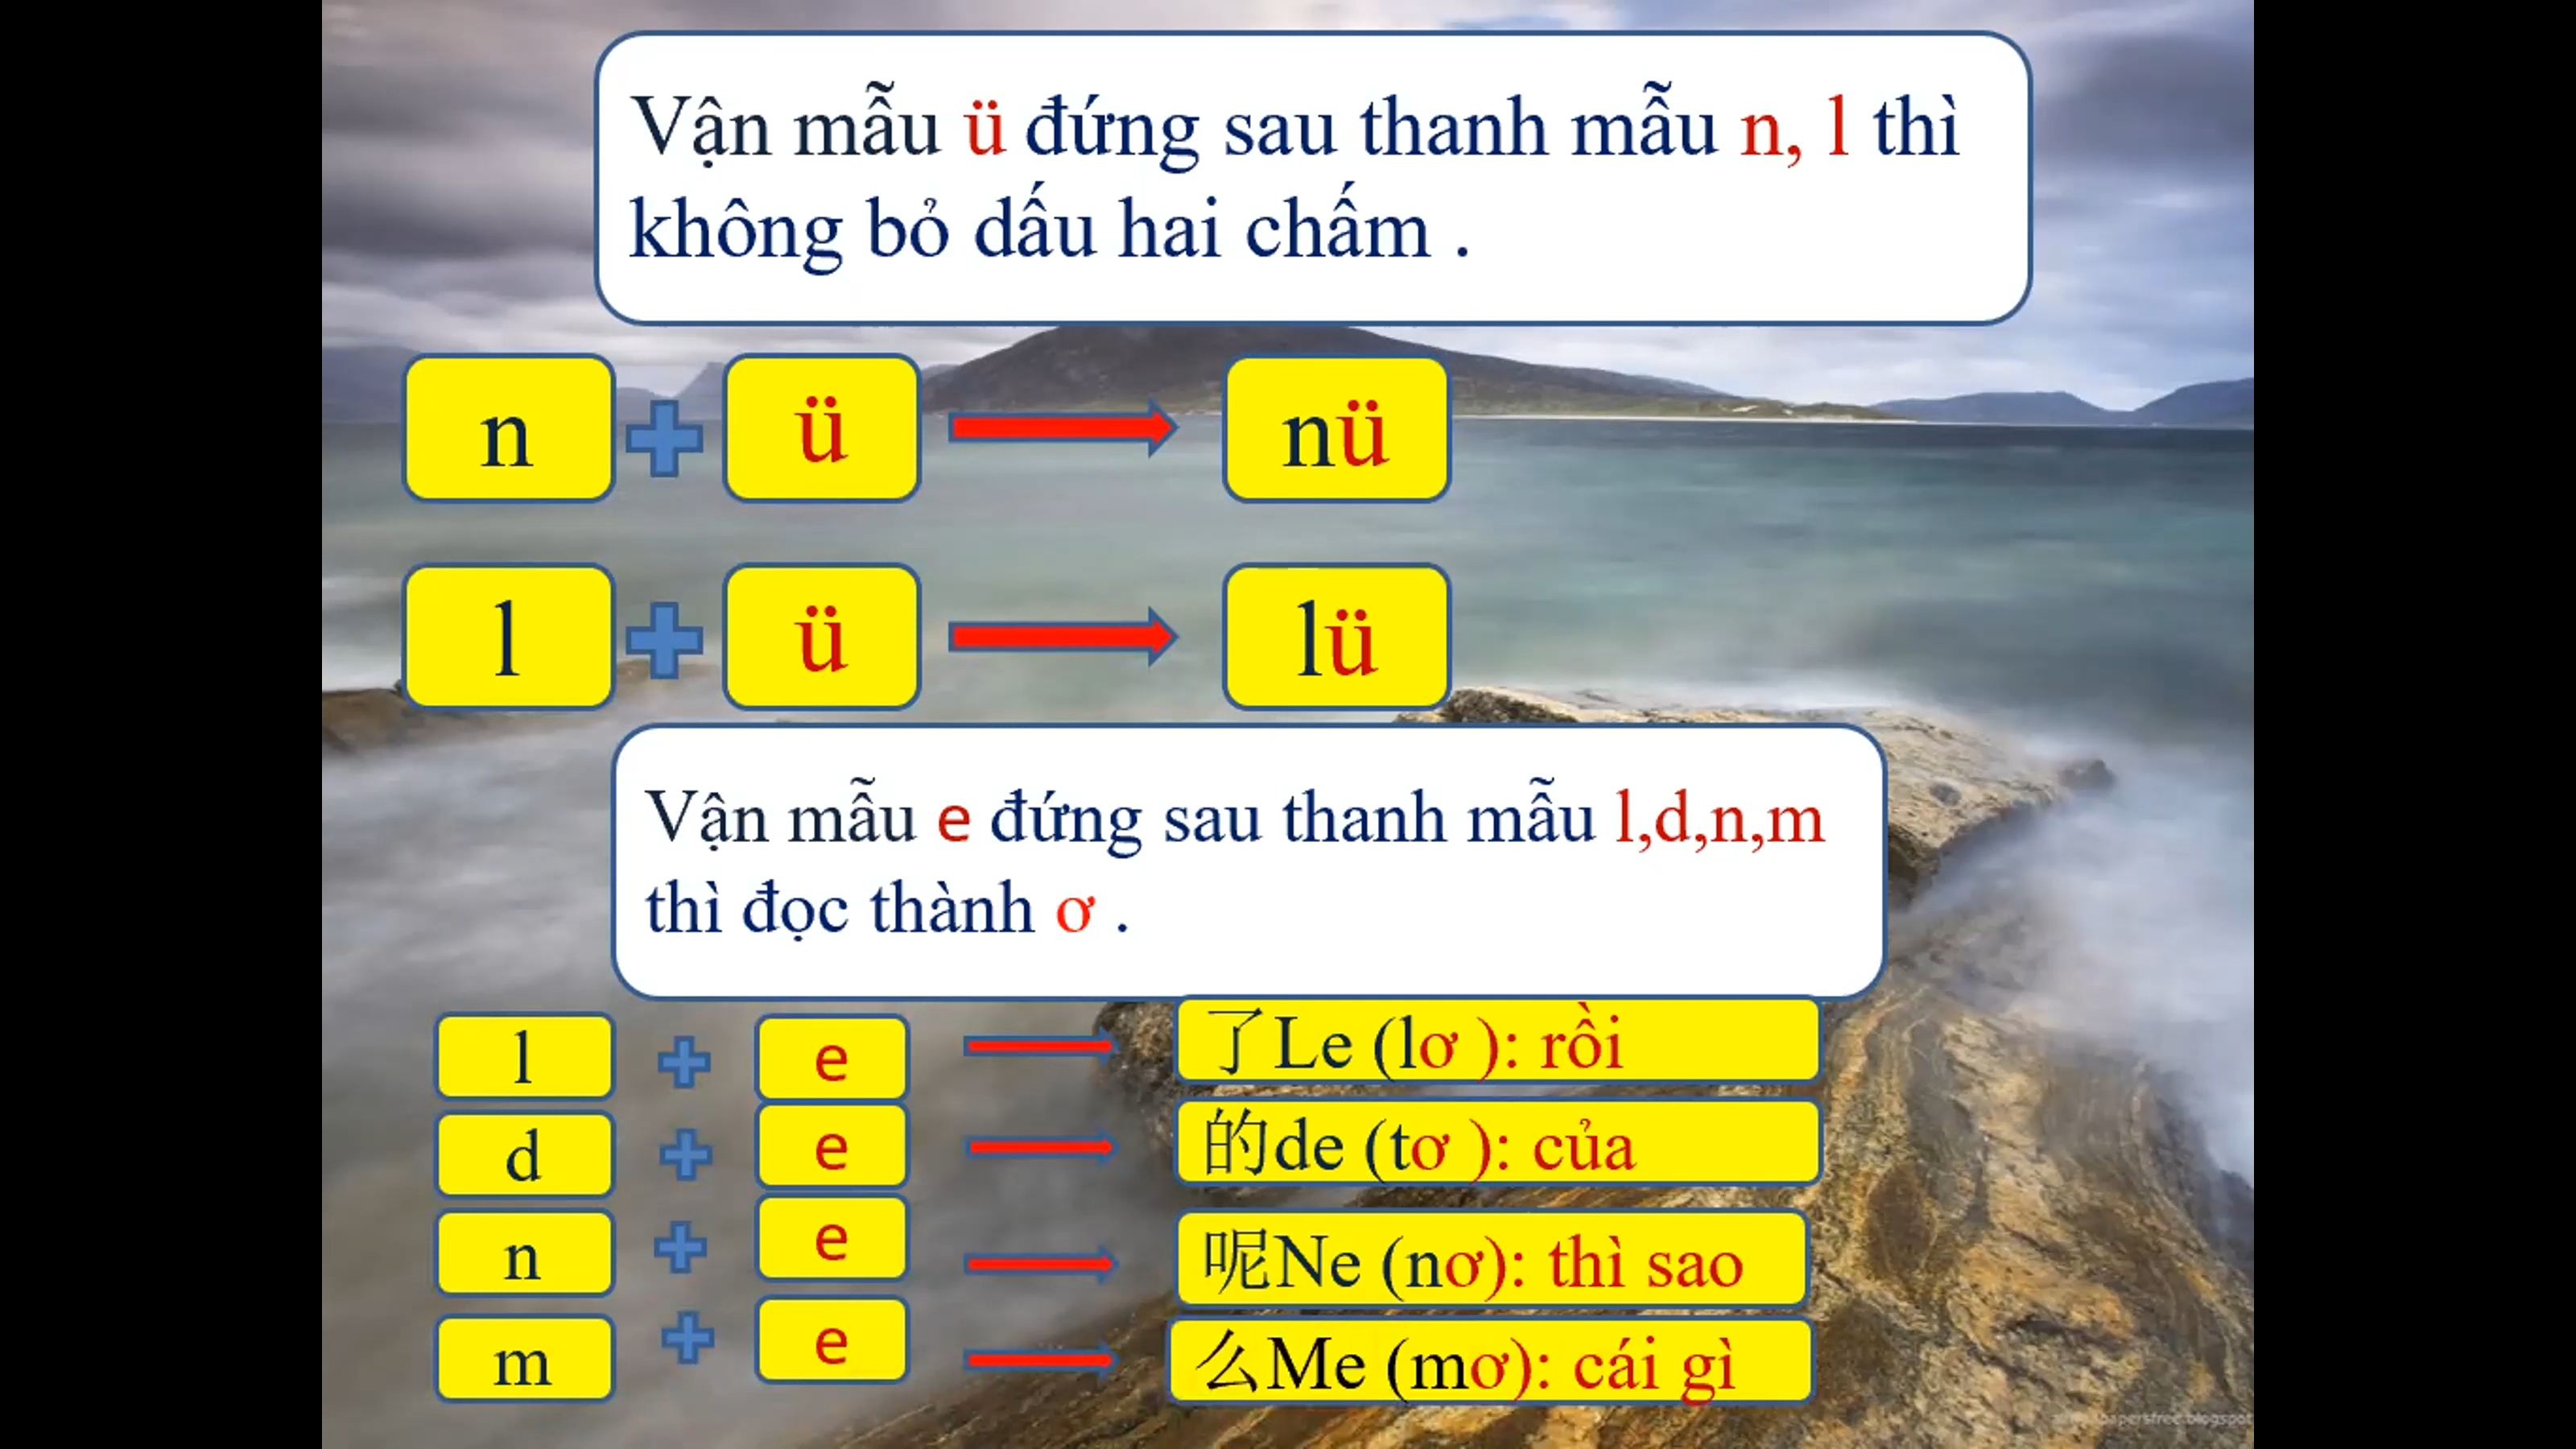 Vận mẫu ü đứng sau thanh mẫu n, l thì
không bỏ dấu hai chấm .
n ü nü
l ü lü
Vận mẫu e đứng sau thanh mẫu l,d,n,m
thì đọc thành ơ .
l e 了Le (lơ ): rồi
d e 的de (tơ ): của
n e 呢Ne (nơ): thì sao
m e 么Me (mơ): cái gì